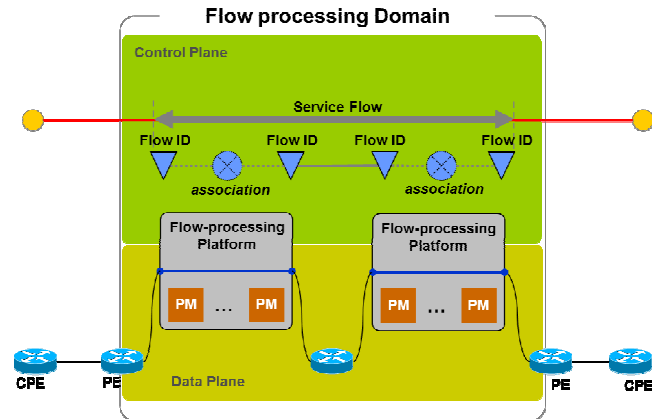 Flow processing Domain
Control Plane
Service Flow
Flow ID Flow ID Flow ID Flow ID
association association
Flow-processing Platform
Flow-processing Platform
PM ... PM
PM ... PM
CPE PE PE CPE
Data Plane